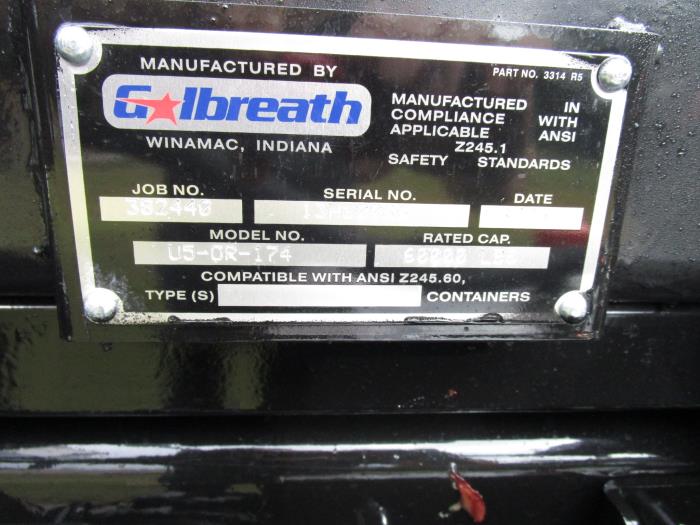 MANUFACTURED BY
PART NO. 3314 R5
Galbreath
WINAMAC, INDIANA
MANUFACTURED IN
COMPLIANCE WITH
APPLICABLE ANSI
Z245.1
SAFETY STANDARDS
JOB NO. SERIAL NO. DATE
382440
MODEL NO. RATED CAP.
U5-OR-174 60000 LBS
COMPATIBLE WITH ANSI Z245.60,
TYPE (S) CONTAINERS